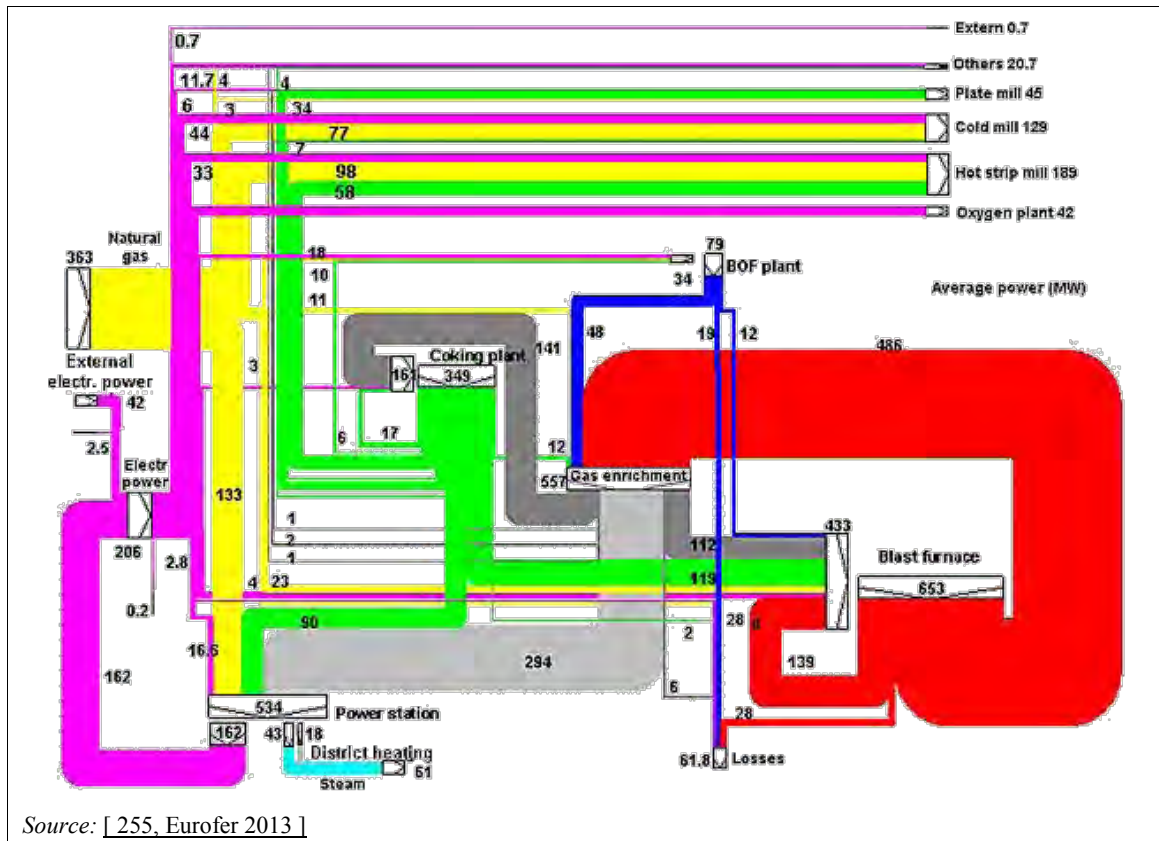 Extern 0.7
0.7
Others 20.7
11.7 4 4
Plate mill 45
6 3 34
Cold mill 129
44 77
7
33 98
Hot strip mill 189
58
Oxygen plant 42
Natural
gas
363
18
79
BOF plant
10
34
Average power (MW)
11
48 19 12
External
electr. power
3
Coking plant
141
486
161 349
42
2.5
6 17
12
Electr
power
557 Gas enrichment
133
1
433
206
2
2.8
1
112
Blast furnace
4 23
119
653
0.2
90
2 28
16.6
294
139
162
6
28
534
Power station
162 43 18
District heating
61
Steam
61.8 Losses
Source: [ 255, Eurofer 2013 ]